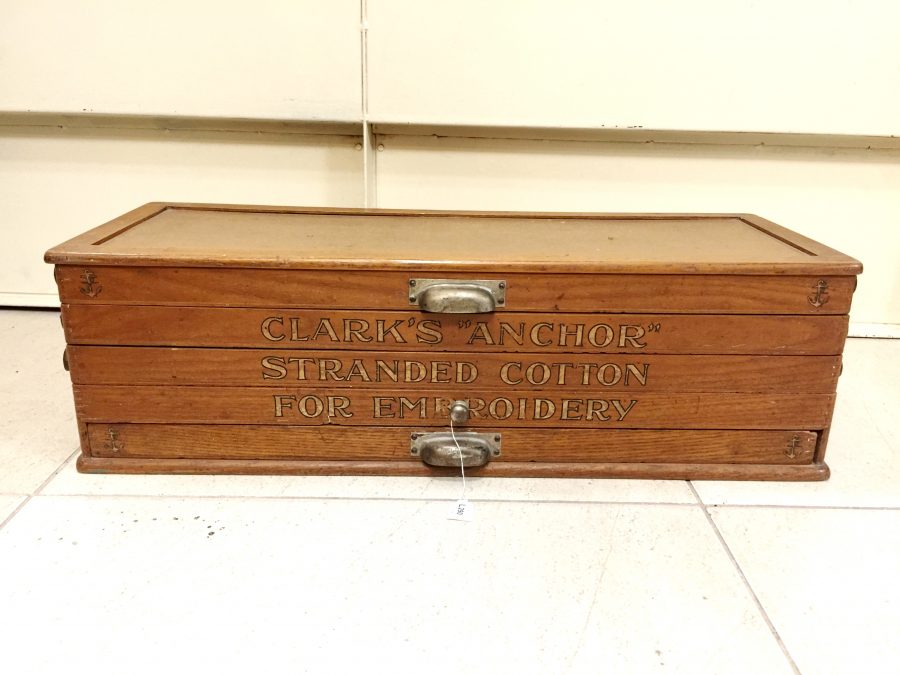 CLARK'S "ANCHOR"
STRANDED COTTON
FOR EMBROIDERY